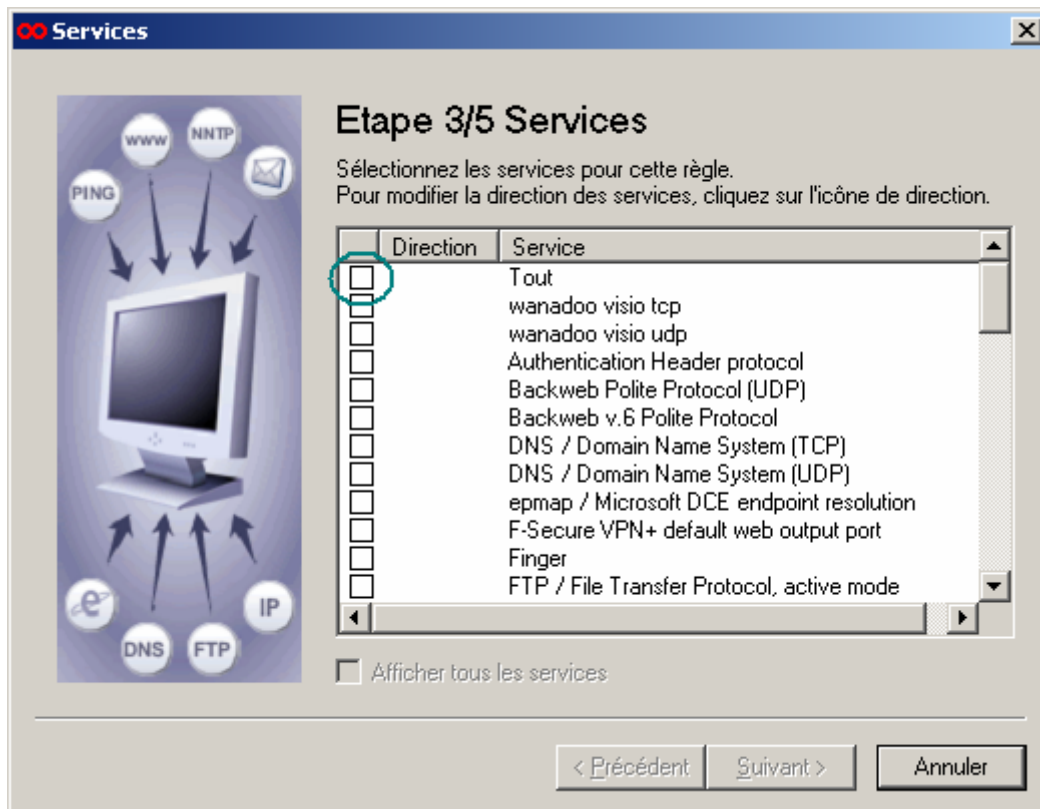 Services
Etape 3/5 Services
Sélectionnez les services pour cette règle.
Pour modifier la direction des services, cliquez sur l'icône de direction.
Direction Service
Tout
wanadoo visio tcp
wanadoo visio udp
Authentication Header protocol
Backweb Polite Protocol (UDP)
Backweb v.6 Polite Protocol
DNS / Domain Name System (TCP)
DNS / Domain Name System (UDP)
epmap / Microsoft DCE endpoint resolution
F-Secure VPN+ default web output port
Finger
FTP / File Transfer Protocol, active mode
Afficher tous les services
< Précédent Suivant > Annuler
www NNTP
PING
e IP
DNS FTP